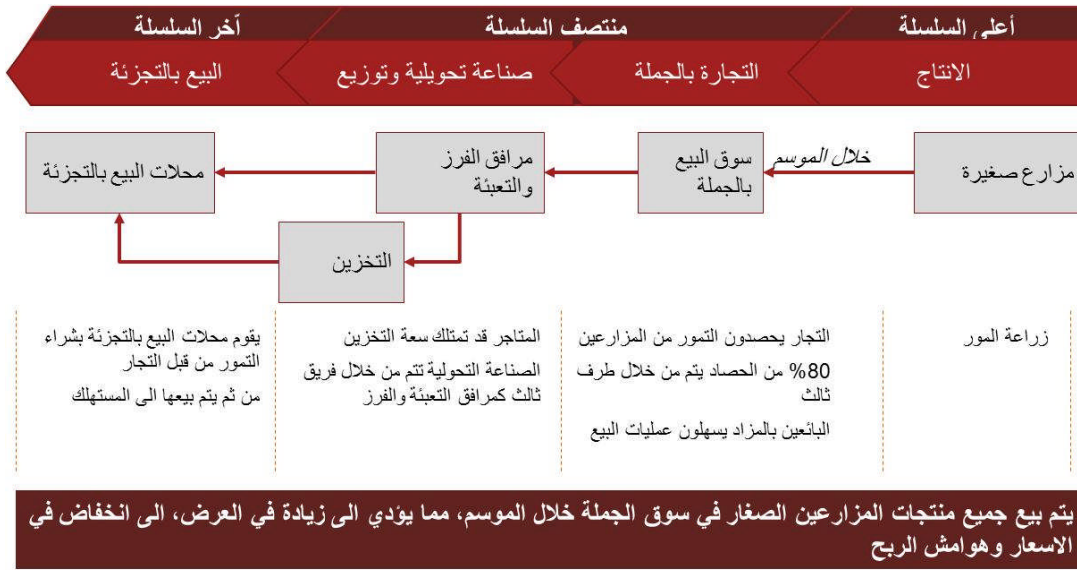 أعلى السلسلة
منتصف السلسلة
آخر السلسلة
الانتاج
التجارة بالجملة
صناعة تحويلية وتوزيع
البيع بالتجزئة
مزارع صغيرة
خلال الموسم
سوق البيع
بالجملة
مرافق الفرز
والتعبئة
محلات البيع بالتجزئة
التخزين
زراعة المور
التجار يحصدون التمور من المزارعين
80% من الحصاد يتم من خلال طرف
ثالث
البائعين بالمزاد يسهلون عمليات البيع
المتاجر قد تمتلك سعة التخزين
الصناعة التحولية تتم من خلال فريق
ثالث كمرافق التعبئة والفرز
يقوم محلات البيع بالتجزئة بشراء
التمور من قبل التجار
من ثم يتم بيعها الى المستهلك
يتم بيع جميع منتجات المزارعين الصغار في سوق الجملة خلال الموسم، مما يؤدي الى زيادة في العرض، الى انخفاض في
الاسعار وهوامش الربح